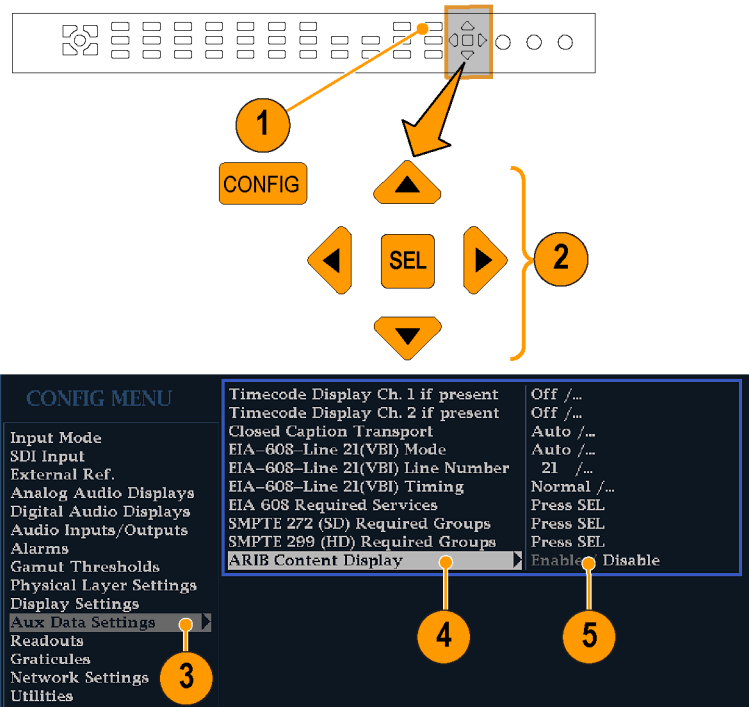 1
CONFIG
SEL
2
CONFIG MENU
Input Mode
SDI Input
External Ref.
Analog Audio Displays
Digital Audio Displays
Audio Inputs/Outputs
Alarms
Gamut Thresholds
Physical Layer Settings
Display Settings
Aux Data Settings
Readouts
Graticules
Network Settings
Utilities
3
Timecode Display Ch. 1 if present Off /...
Timecode Display Ch. 2 if present Off /...
Closed Caption Transport Auto /...
EIA-608-Line 21(VBI) Mode Auto /...
EIA-608-Line 21(VBI) Line Number 21 /...
EIA-608-Line 21(VBI) Timing Normal /...
EIA 608 Required Services Press SEL
SMPTE 272 (SD) Required Groups Press SEL
SMPTE 299 (HD) Required Groups Press SEL
ARIB Content Display Enable / Disable
4
5